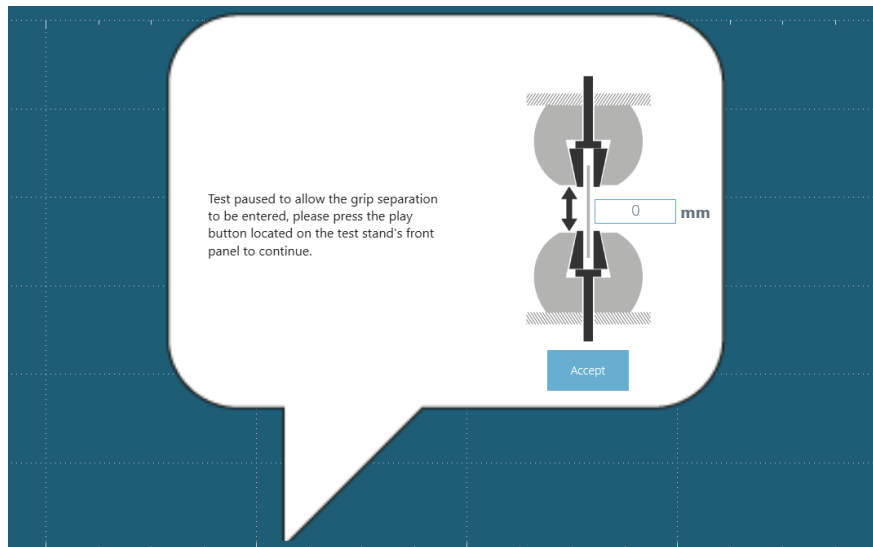 Test paused to allow the grip separation
to be entered, please press the play
button located on the test stand's front
panel to continue.
0 mm
Accept